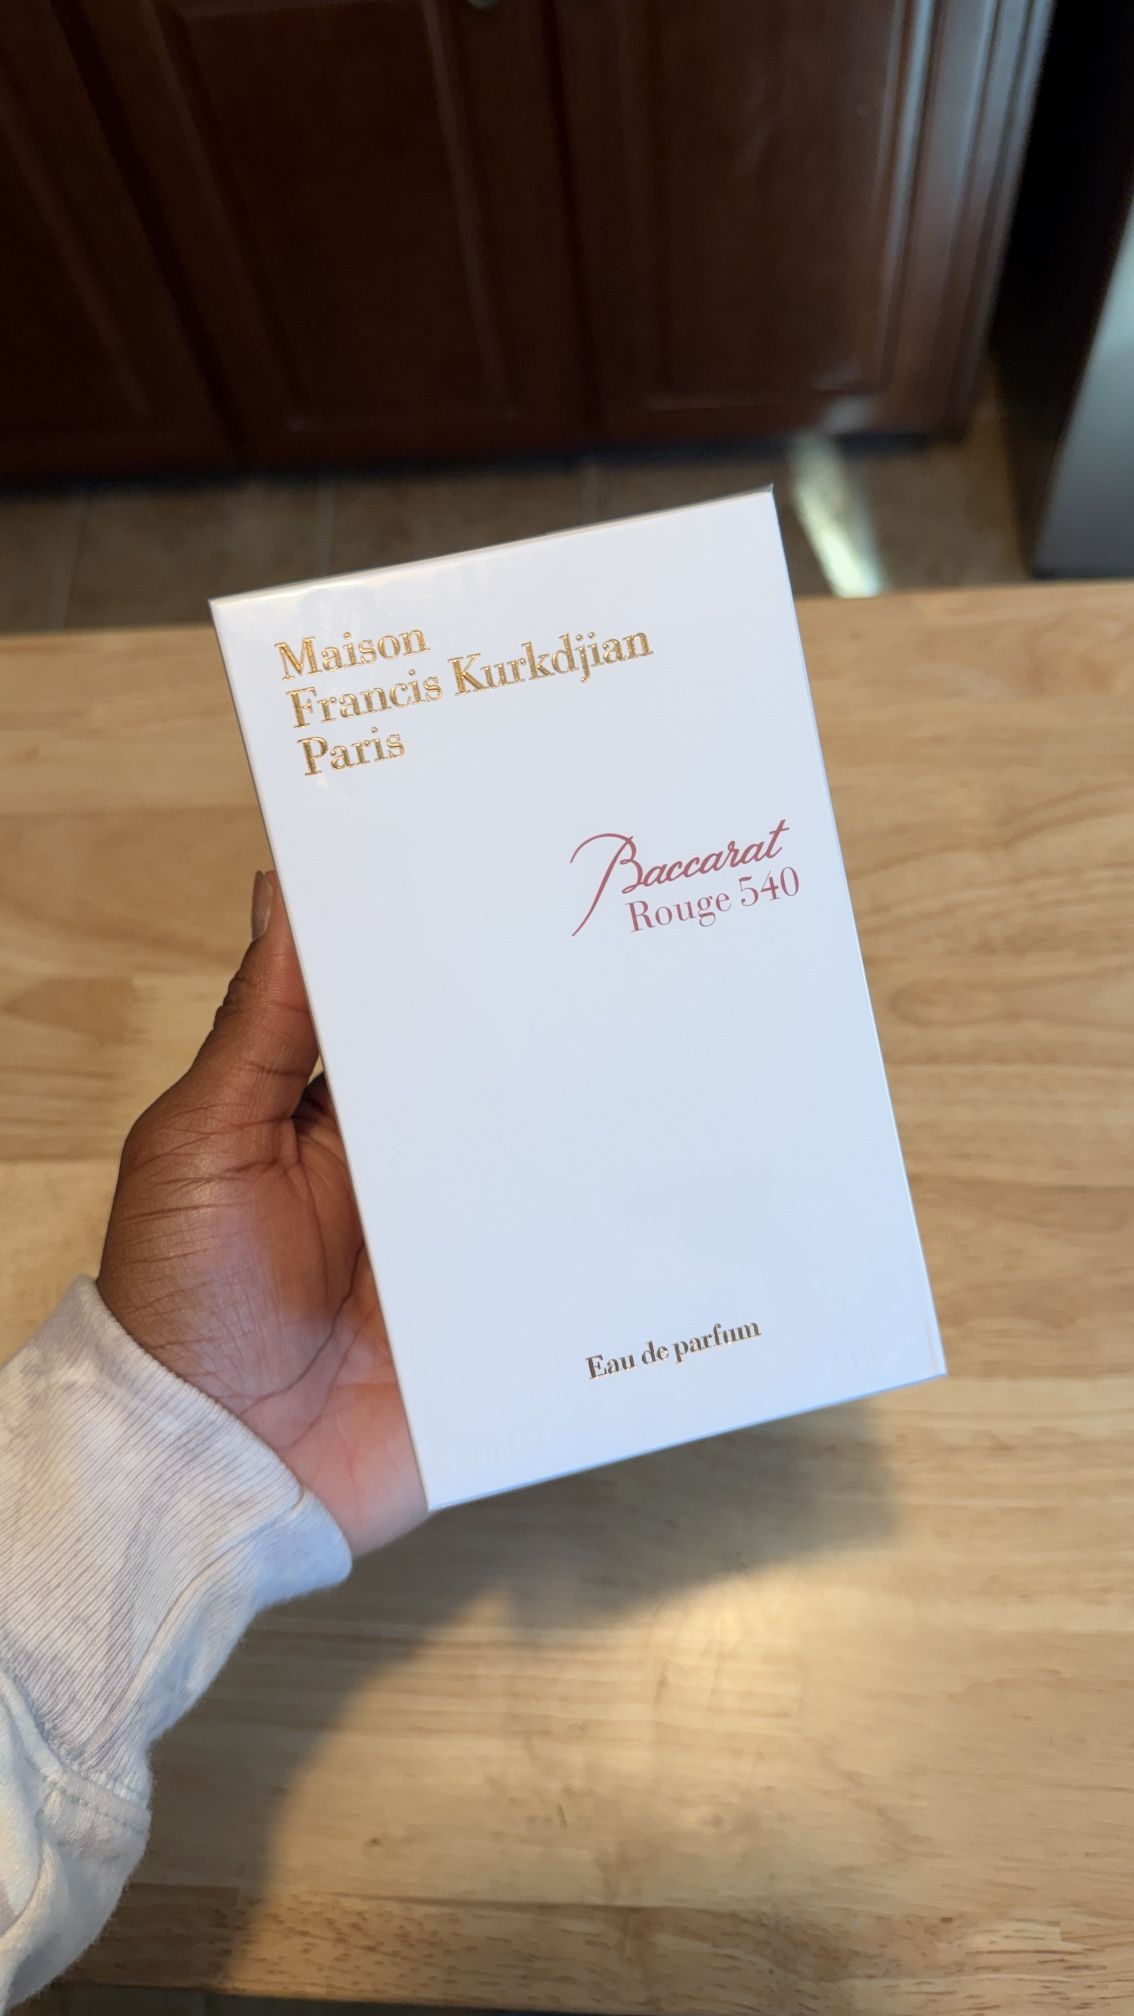 Maison
Francis Kurkdjian
Paris
Baccarat
Rouge 540
Eau de parfum